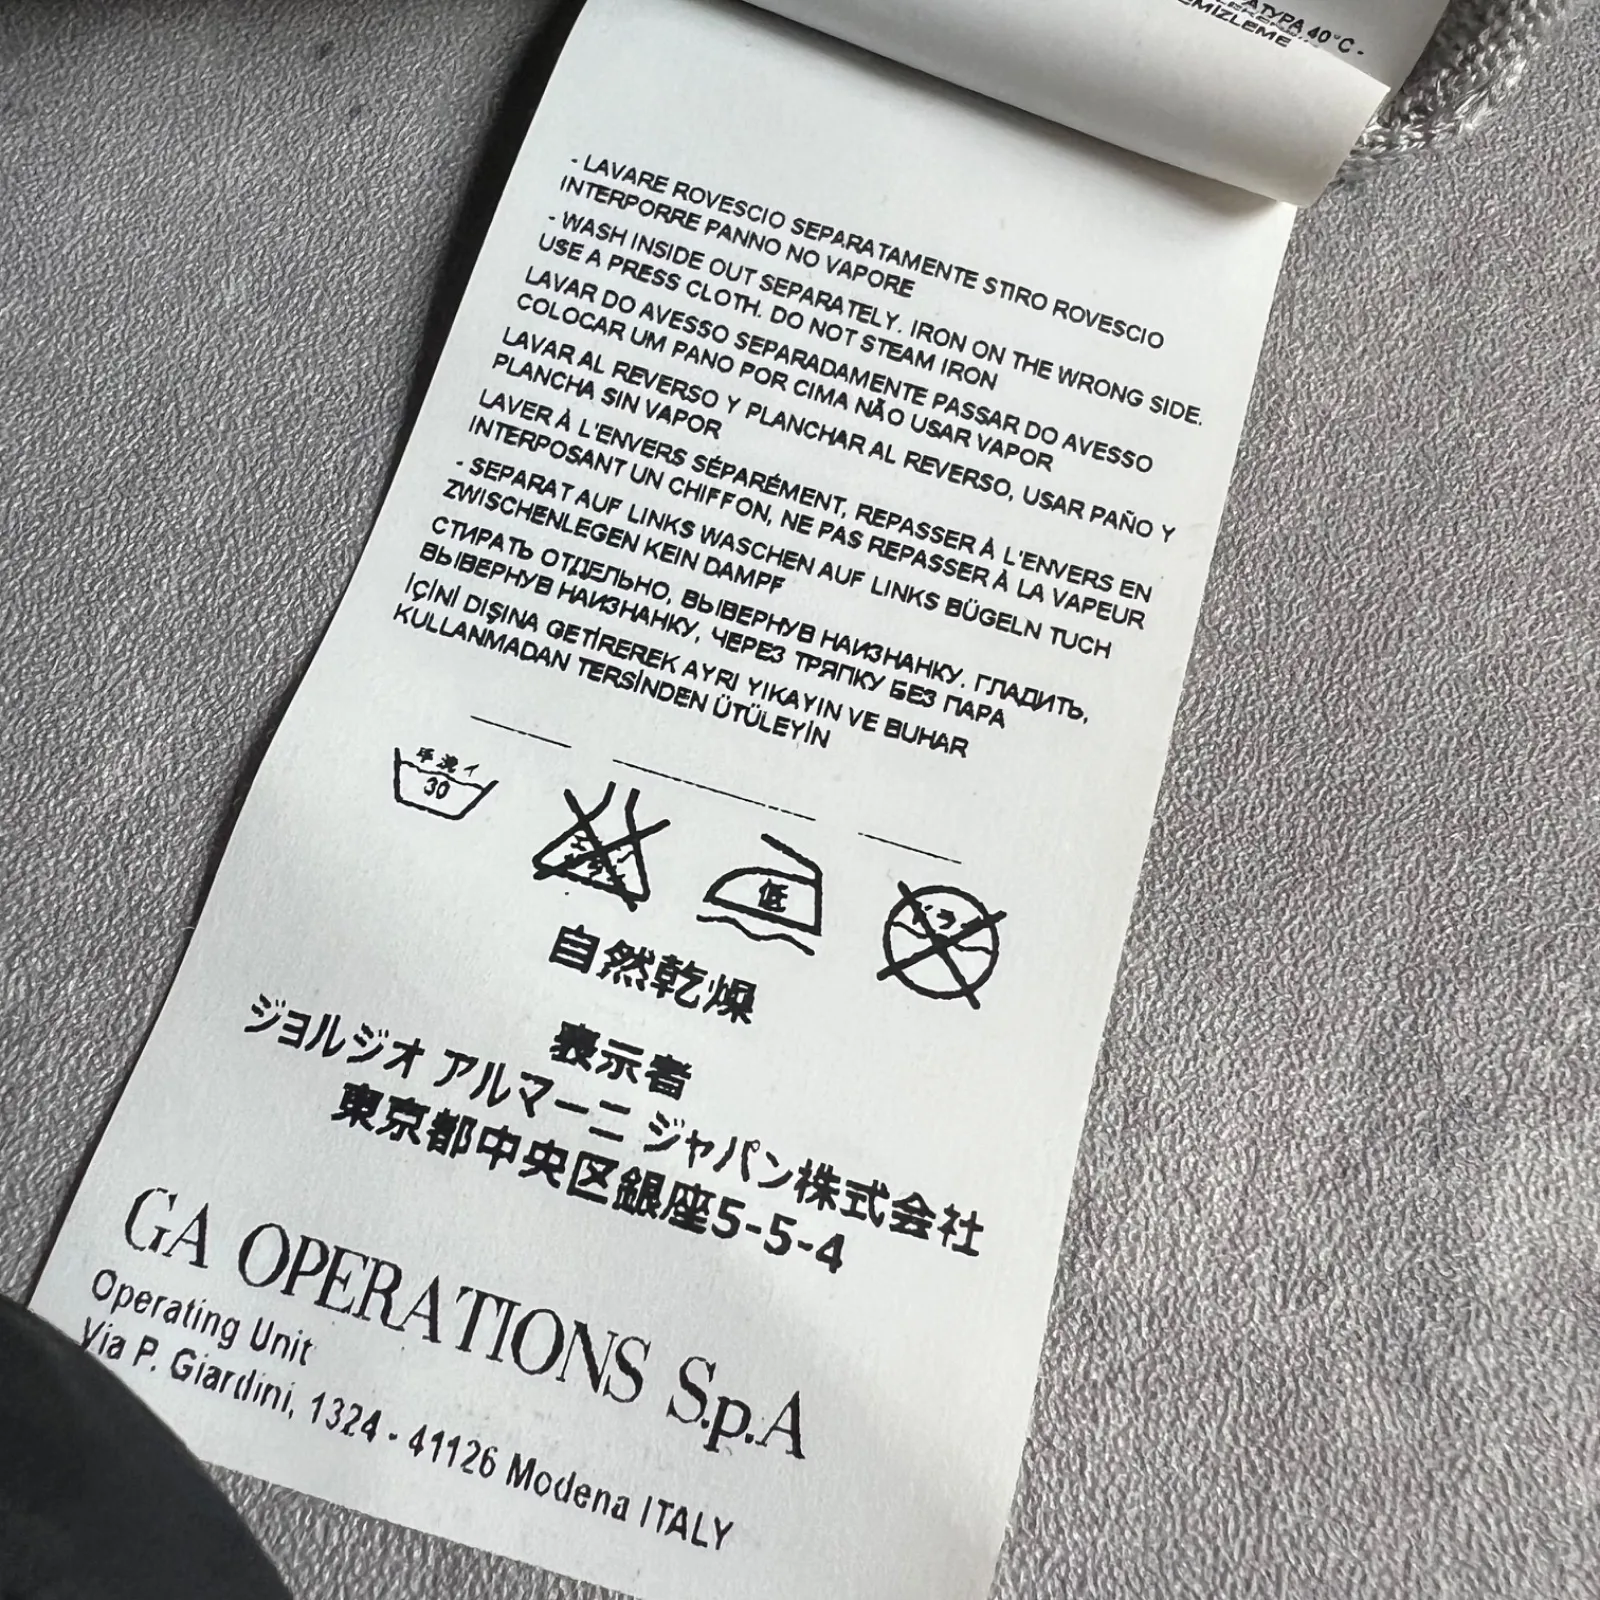 АТУРА 40°C -
EMİZLEME
- LAVARE ROVESCIO SEPARATAMENTE STIRO ROVESCIO
INTERPORRE PANNO NO VAPORE
- WASH INSIDE OUT SEPARATELY. IRON ON THE WRONG SIDE.
USE A PRESS CLOTH. DO NOT STEAM IRON
LAVAR DO AVESSO SEPARADAMENTE PASSAR DO AVESSO
COLOCAR UM PANO POR CIMA NÃO USAR VAPOR
LAVAR AL REVERSO Y PLANCHAR AL REVERSO, USAR PAÑO Y
PLANCHA SIN VAPOR
LAVER À L'ENVERS SÉPARÉMENT, REPASSER À L'ENVERS EN
INTERPOSANT UN CHIFFON, NE PAS REPASSER À LA VAPEUR
- SEPARAT AUF LINKS WASCHEN AUF LINKS BÜGELN TUCH
ZWISCHENLEGEN KEIN DAMPF
СТИРАТЬ ОТДЕЛЬНО, ВЫВЕРНУВ НАИЗНАНКУ. ГЛАДИТЬ,
ВЫВЕРНУВ НАИЗНАНКУ, ЧЕРЕЗ ТРЯПКУ БЕЗ ПАРА
İÇİNİ DIŞINA GETİREREK AYRI YIKAYIN VE BUHAR
KULLANMADAN TERSİNDEN ÜTÜLEYİN
手洗イ
30
低
自然乾燥
表示者
ジョルジオ アルマーニ ジャパン株式会社
東京都中央区銀座5-5-4
GA OPERATIONS S.p.A
Operating Unit
Via P. Giardini, 1324 - 41126 Modena ITALY